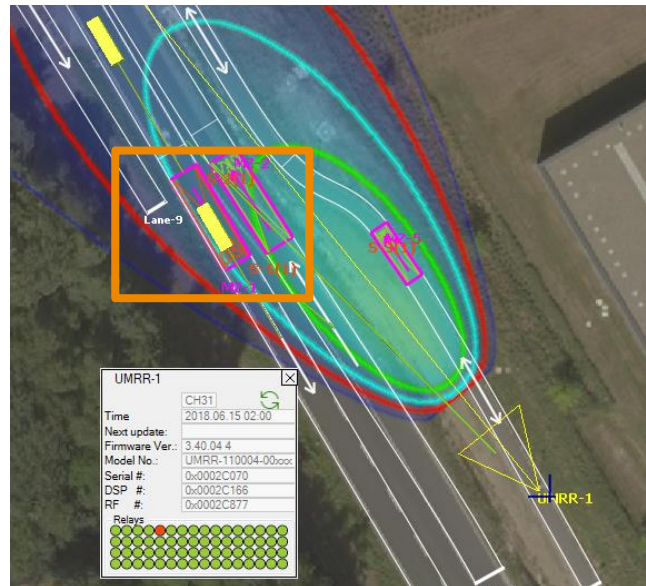 Lane-9
UMRR-1
UMRR-1
CH31
Time 2018.06.15 02:00
Next update:
Firmware Ver.: 3.40.04 4
Model No.: UMRR-110004-00xxxx
Serial #: 0x0002C070
DSP #: 0x0002C166
RF #: 0x0002C877
Relays